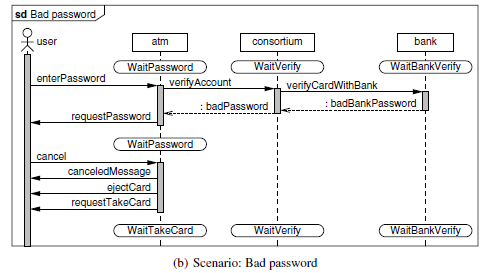 sd Bad password
user
atm
consortium
bank
WaitPassword
WaitVerify
WaitBankVerify
enterPassword
verifyAccount
verifyCardWithBank
: badPassword
: badBankPassword
requestPassword
WaitPassword
cancel
canceledMessage
ejectCard
requestTakeCard
WaitTakeCard
WaitVerify
WaitBankVerify
(b) Scenario: Bad password